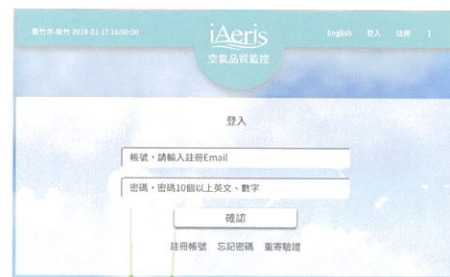 新竹市-新竹 2019-01-17 16:00:00
iAeris
空氣品質監控
English 登入 註冊
登入
帳號，請輸入註冊Email
密碼，密碼10個以上英文、數字
確認
註冊帳號 忘記密碼 重寄驗證